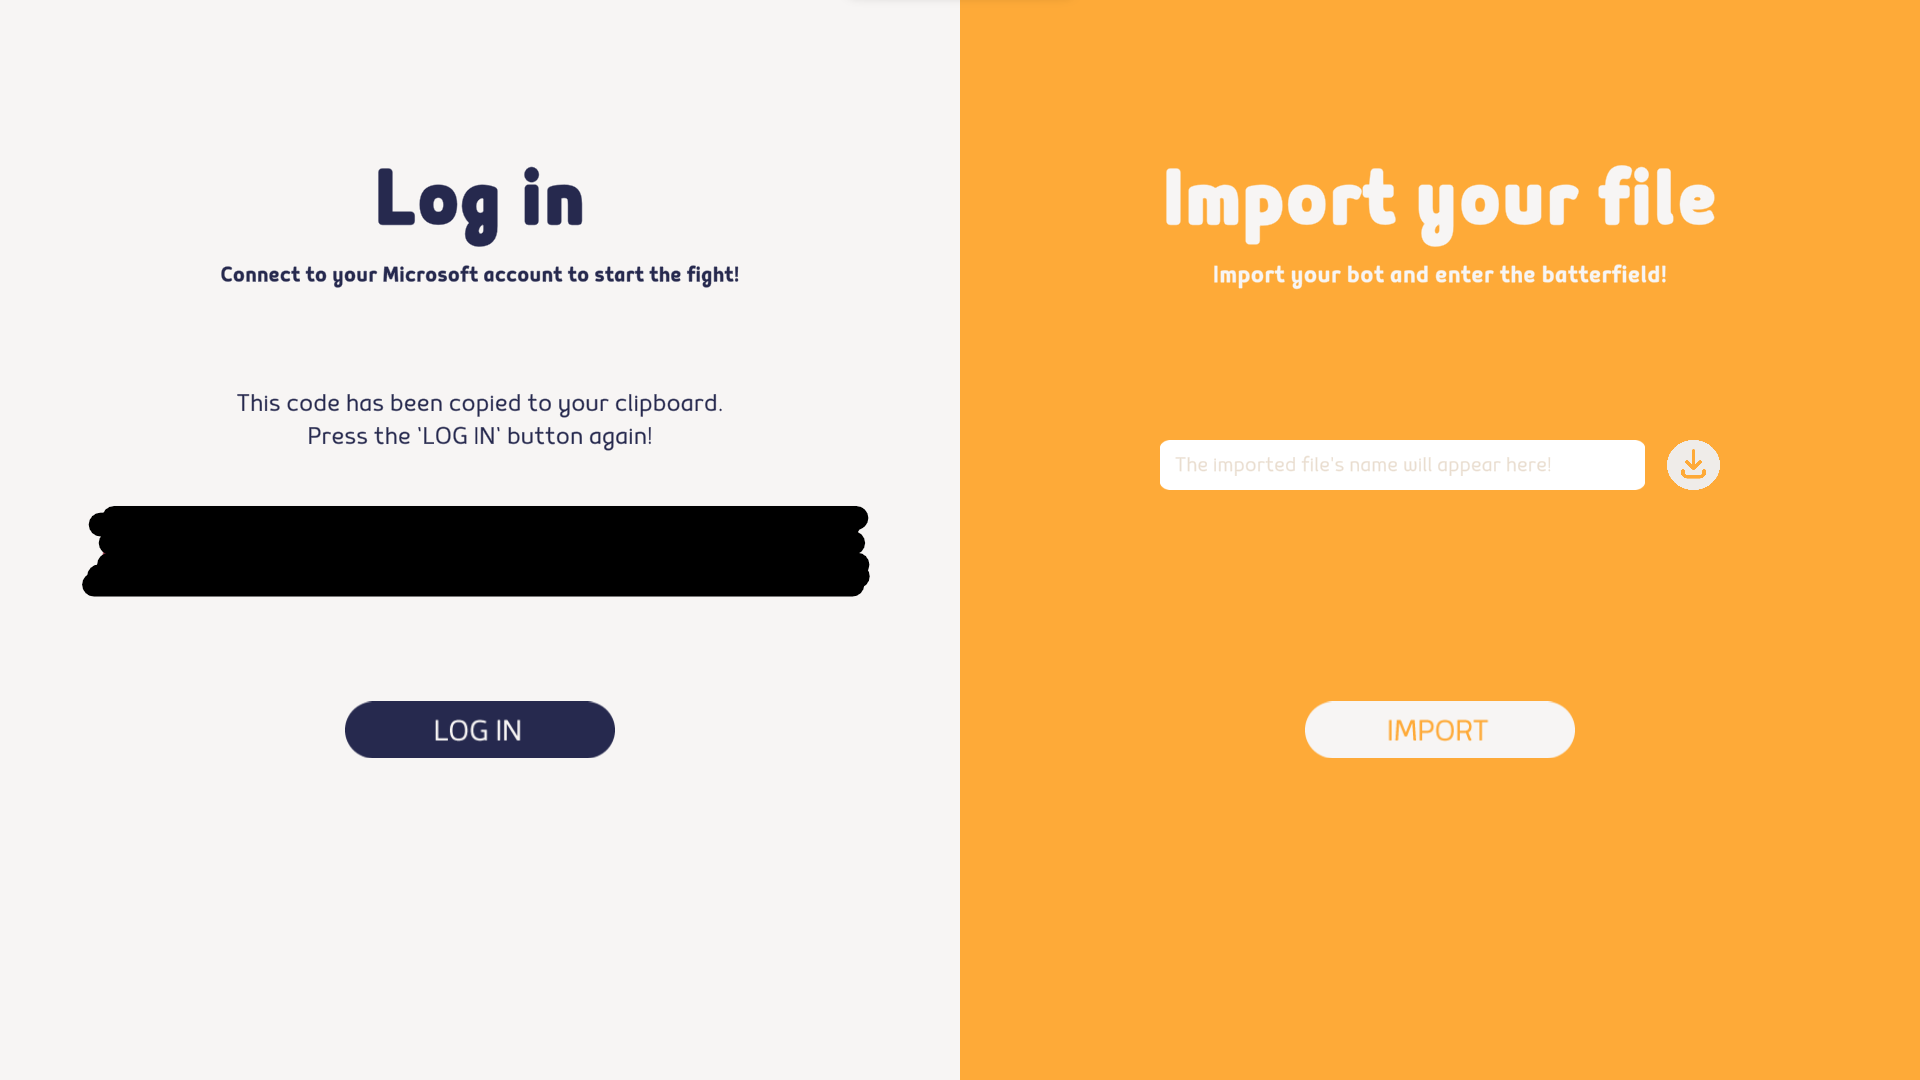 Log in
Connect to your Microsoft account to start the fight!
This code has been copied to your clipboard.
Press the `LOG IN` button again!
LOG IN
Import your file
Import your bot and enter the batterfield!
The imported file's name will appear here!
IMPORT